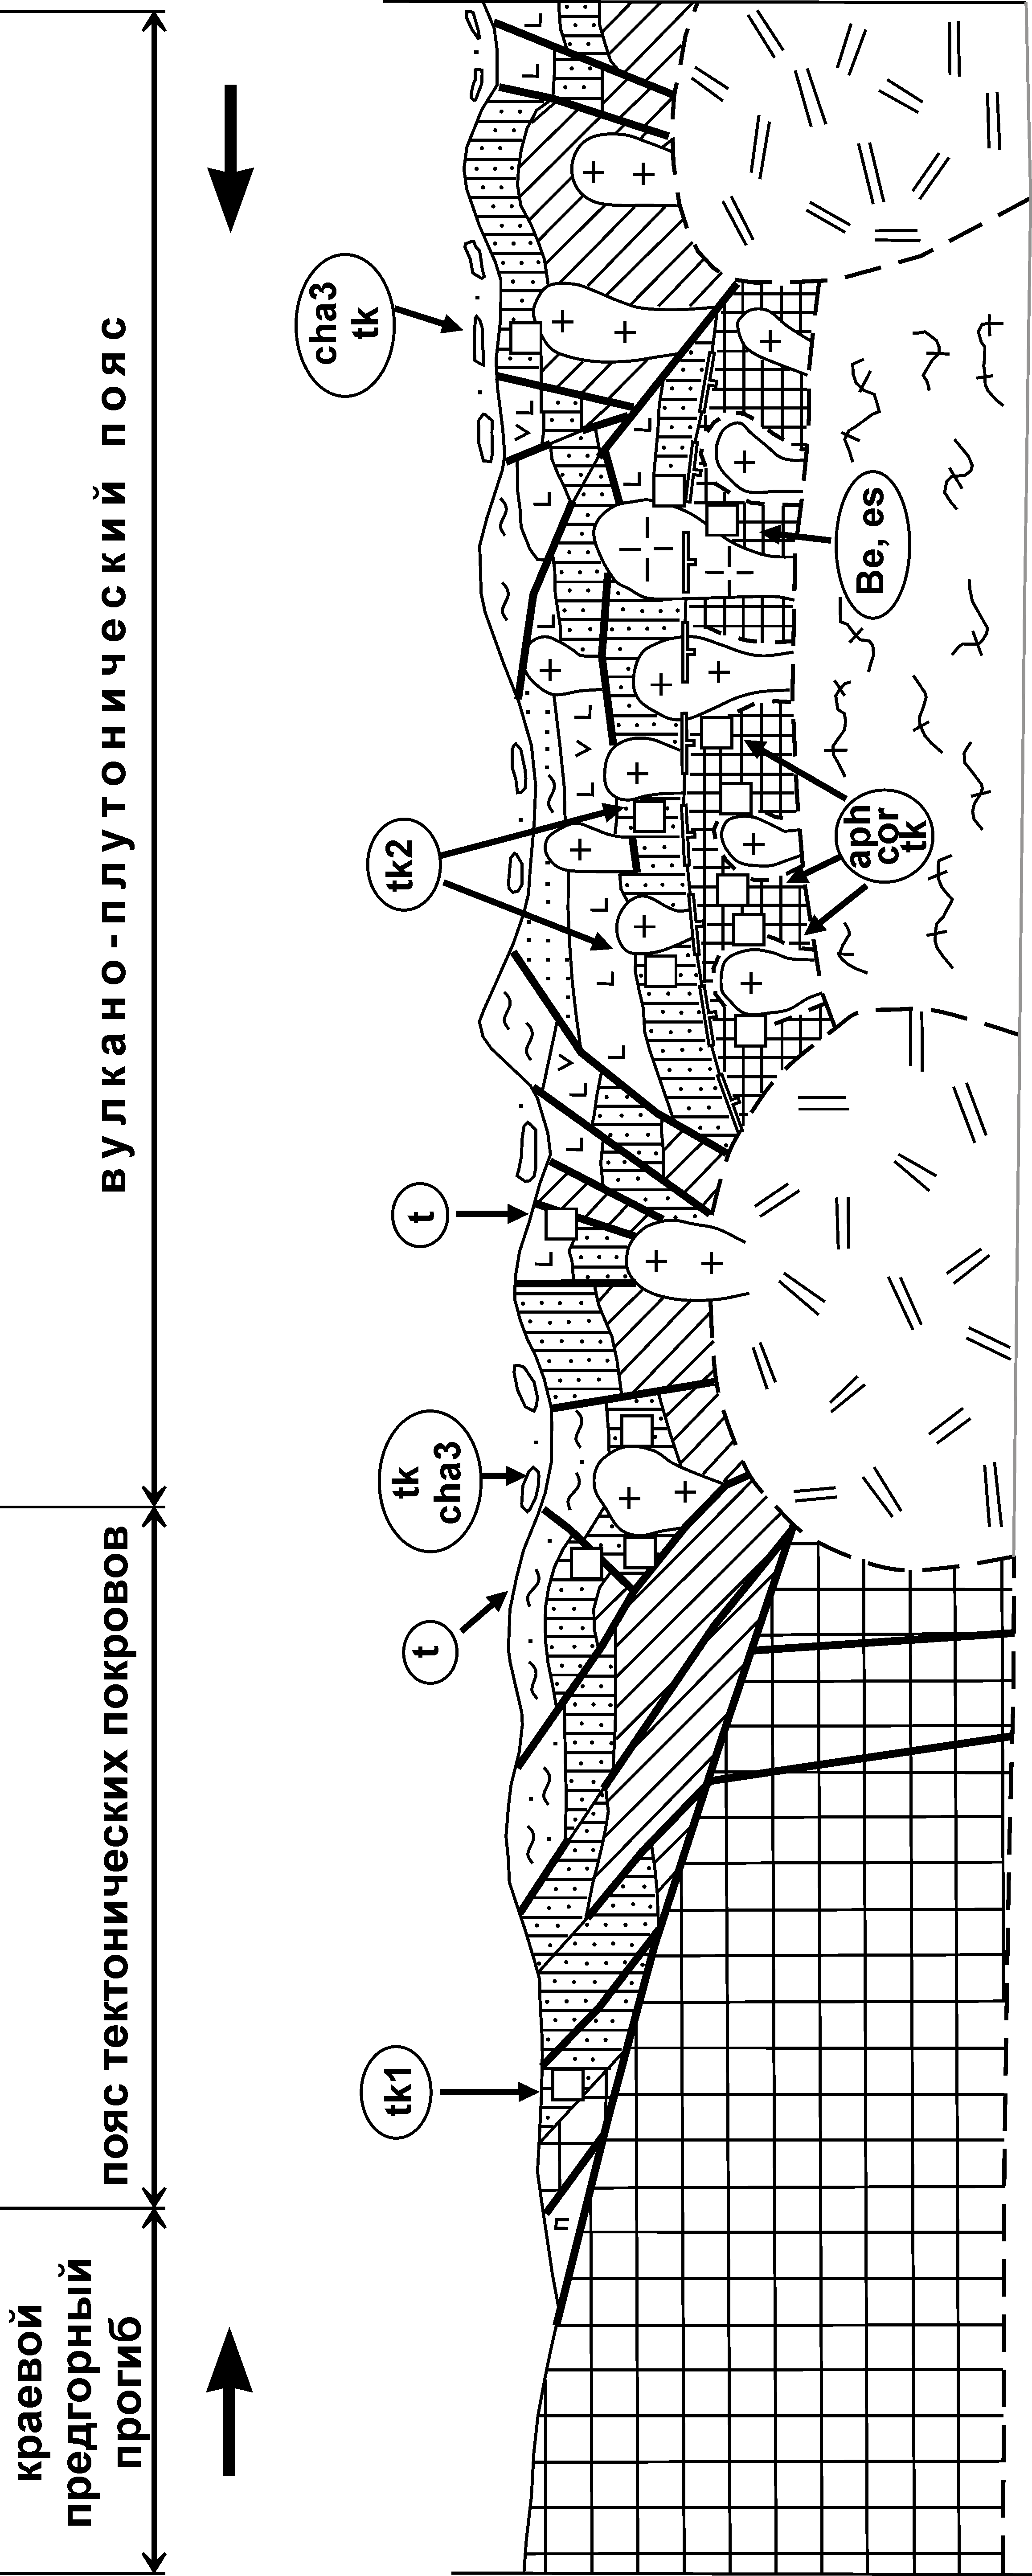 краевой
предгорный
прогиб
пояс тектонических покровов
вулкано-плутонический пояс
tk1
t
tk
cha3
t
tk2
cha3
tk
aph
cor
tk
Be, es
п